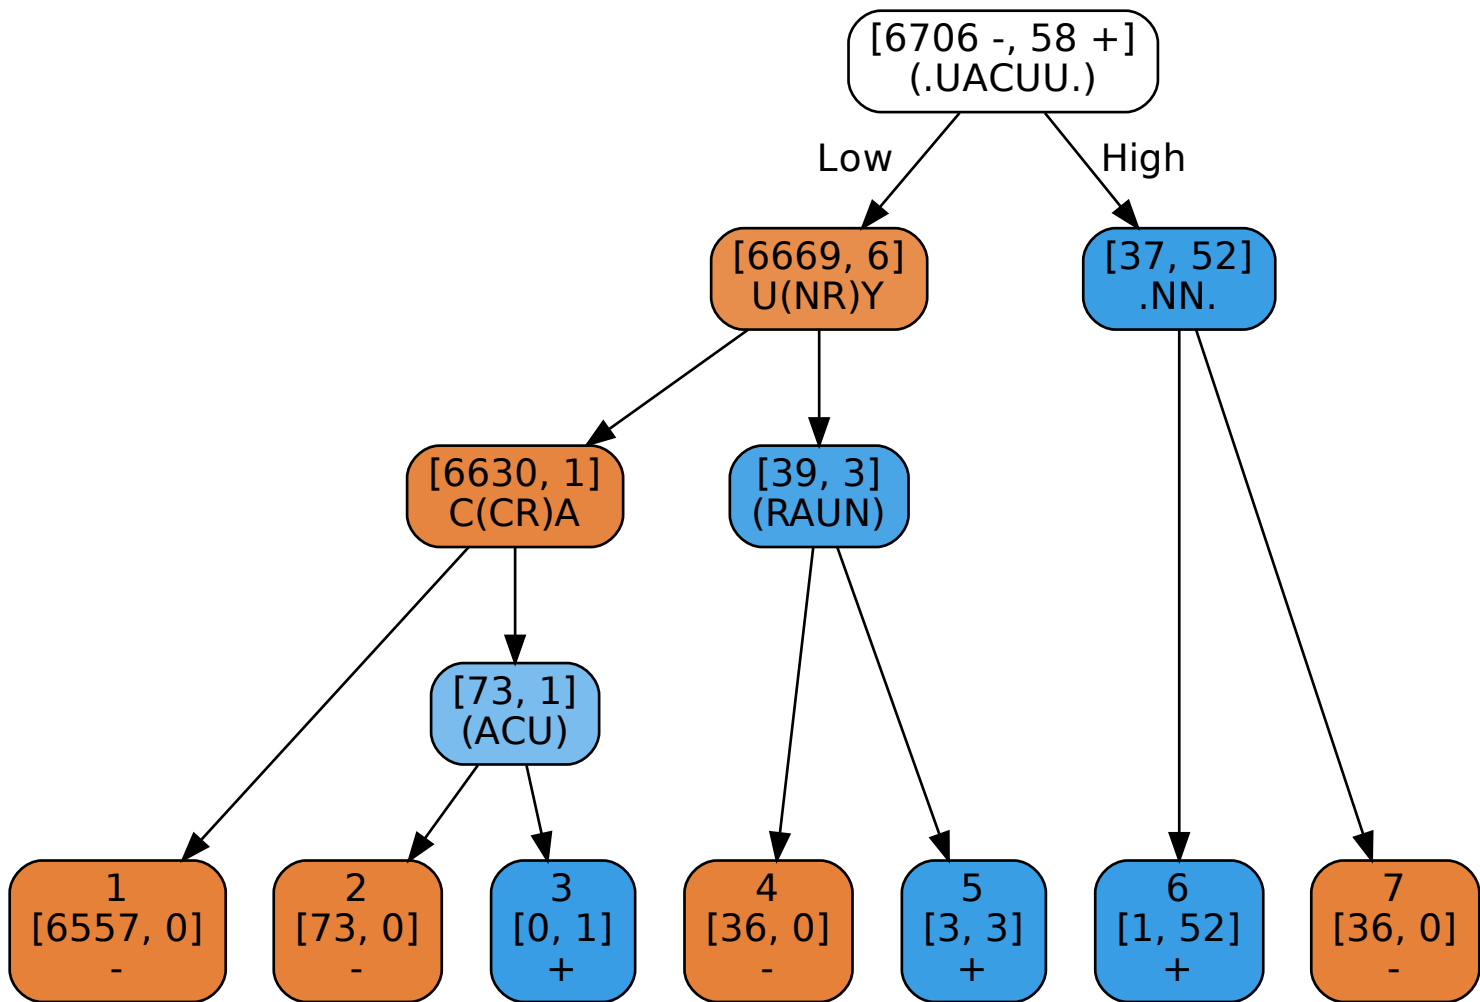 [6706 -, 58 +]
(.UACUU.)
Low
High
[6669, 6]
U(NR)Y
[37, 52]
.NN.
[6630, 1]
C(CR)A
[39, 3]
(RAUN)
[73, 1]
(ACU)
1
[6557, 0]
-
2
[73, 0]
-
3
[0, 1]
+
4
[36, 0]
-
5
[3, 3]
+
6
[1, 52]
+
7
[36, 0]
-